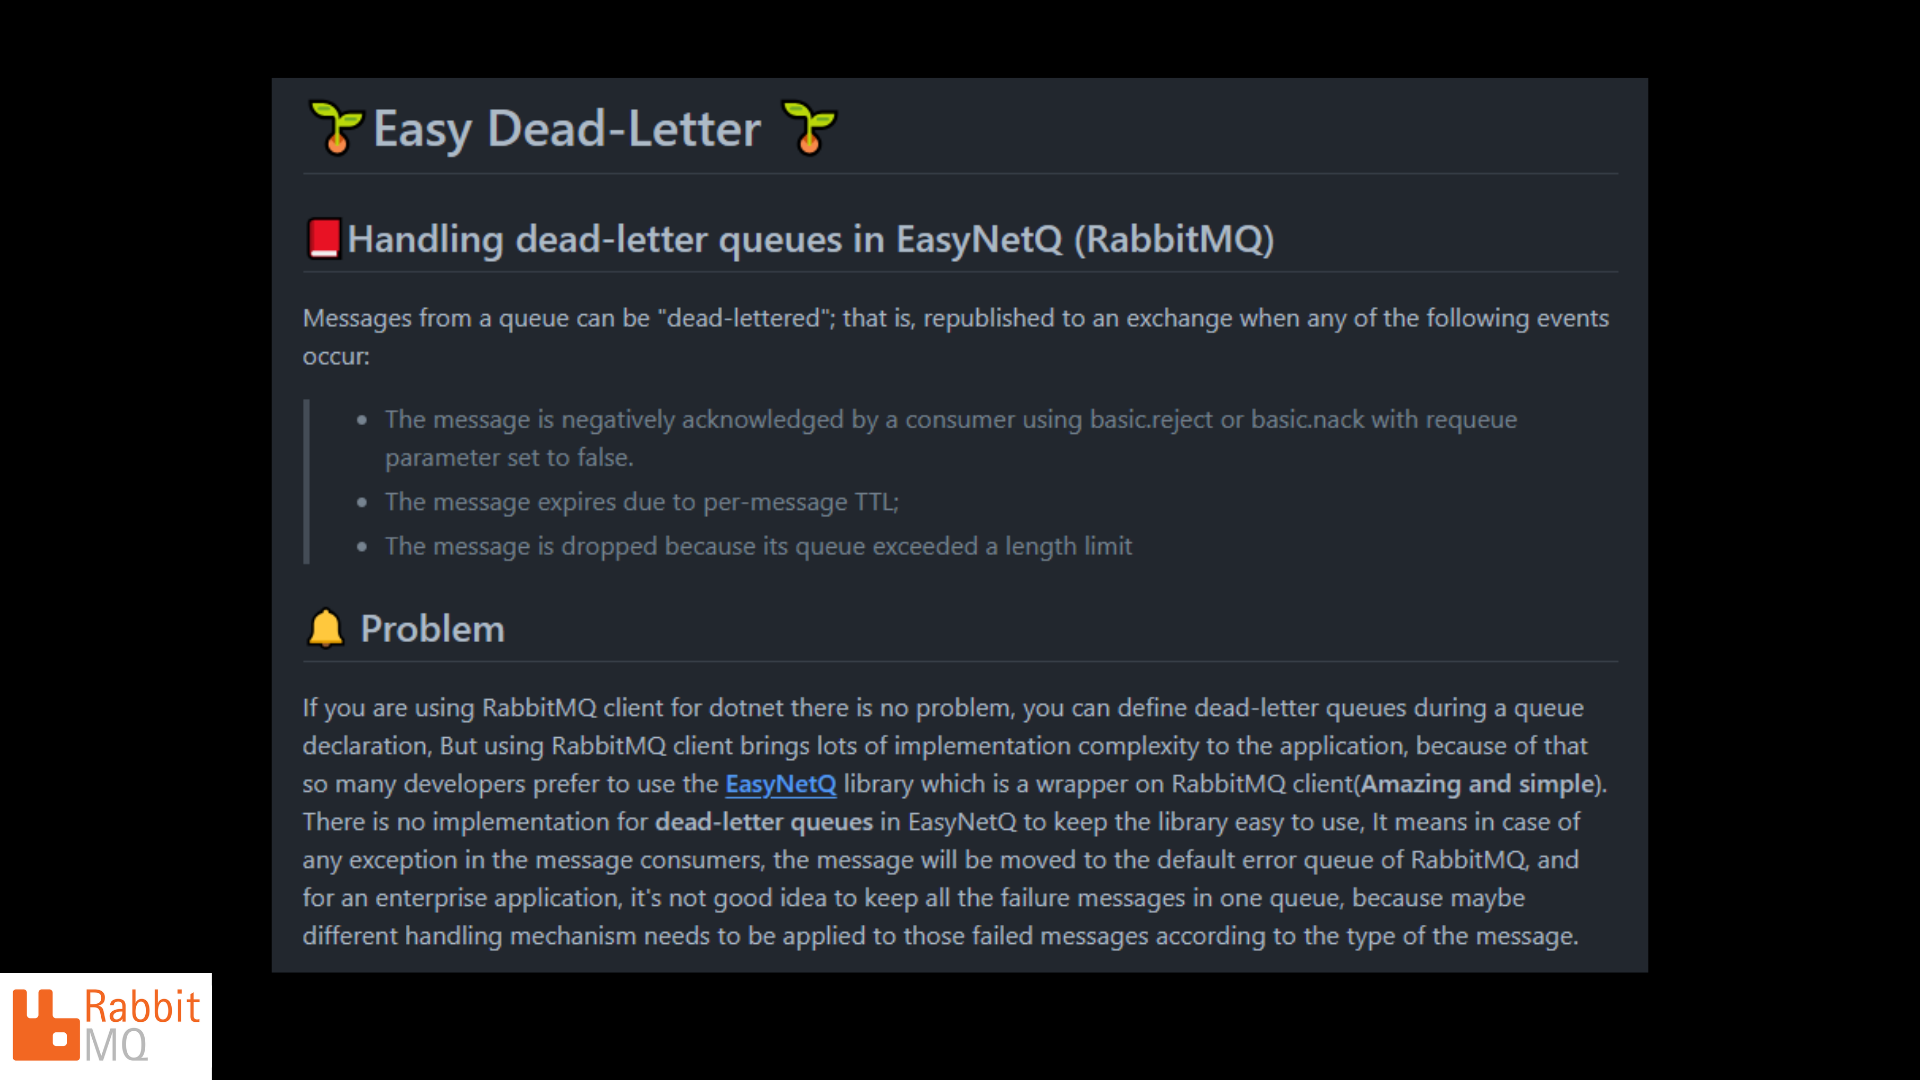 Easy Dead-Letter
Handling dead-letter queues in EasyNetQ (RabbitMQ)
Messages from a queue can be "dead-lettered"; that is, republished to an exchange when any of the following events
occur:
• The message is negatively acknowledged by a consumer using basic.reject or basic.nack with requeue
parameter set to false.
• The message expires due to per-message TTL;
• The message is dropped because its queue exceeded a length limit
Problem
If you are using RabbitMQ client for dotnet there is no problem, you can define dead-letter queues during a queue
declaration, But using RabbitMQ client brings lots of implementation complexity to the application, because of that
so many developers prefer to use the EasyNetQ library which is a wrapper on RabbitMQ client(Amazing and simple).
There is no implementation for dead-letter queues in EasyNetQ to keep the library easy to use, It means in case of
any exception in the message consumers, the message will be moved to the default error queue of RabbitMQ, and
for an enterprise application, it's not good idea to keep all the failure messages in one queue, because maybe
different handling mechanism needs to be applied to those failed messages according to the type of the message.
Rabbit
MQ